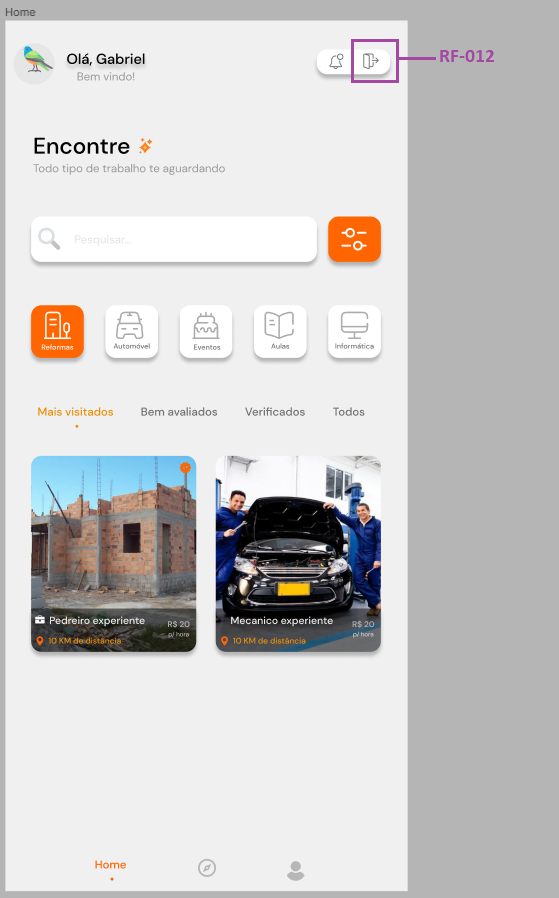 Home
Olá, Gabriel
Bem vindo!
RF-012
Encontre
Todo tipo de trabalho te aguardando
Pesquisar...
Reformas
Automóvel
Eventos
Aulas
Informática
Mais visitados
Bem avaliados
Verificados
Todos
Pedreiro experiente
R$ 20
p/ hora
10 KM de distância
Mecanico experiente
R$ 20
p/ hora
10 KM de distância
Home